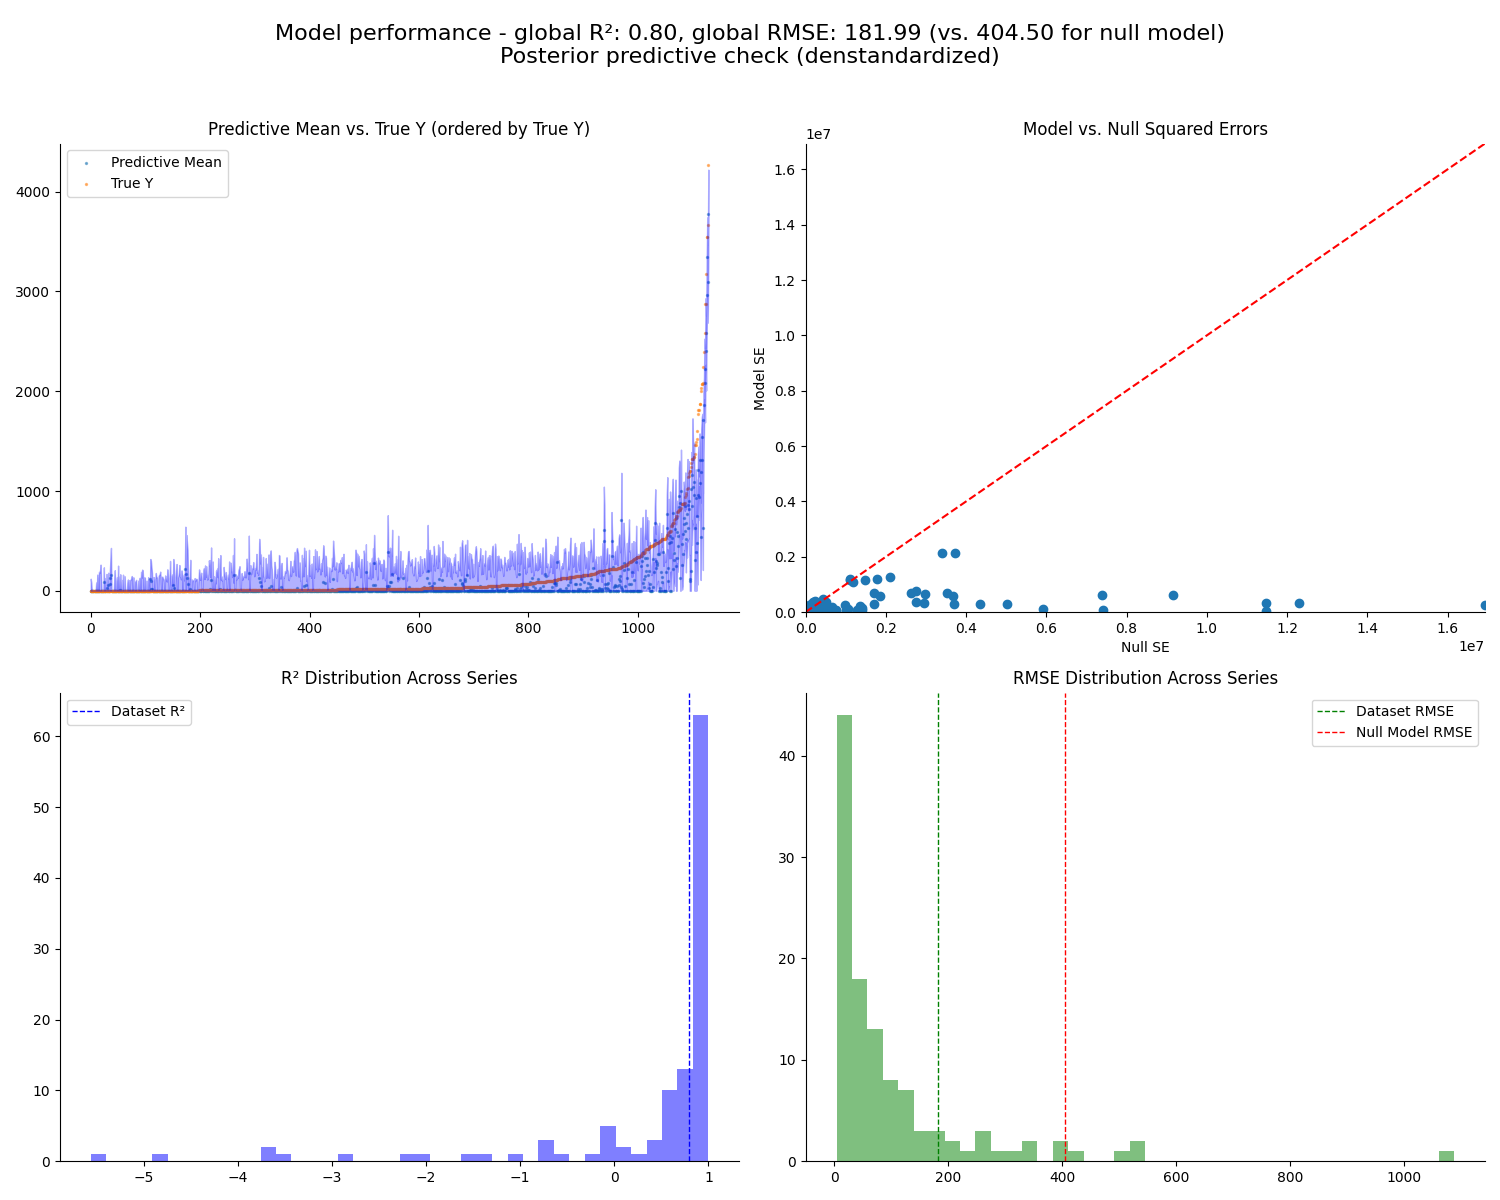 Model performance - global R²: 0.80, global RMSE: 181.99 (vs. 404.50 for null model)
Posterior predictive check (denstandardized)
Predictive Mean vs. True Y (ordered by True Y)
Predictive Mean
True Y
4000
3000
2000
1000
0
0 200 400 600 800 1000
Model vs. Null Squared Errors
1e7
1.6
1.4
1.2
1.0
0.8
0.6
0.4
0.2
0.0
Model SE
0.0 0.2 0.4 0.6 0.8 1.0 1.2 1.4 1.6
Null SE
1e7
R² Distribution Across Series
Dataset R²
60
50
40
30
20
10
0
−5 −4 −3 −2 −1 0 1
RMSE Distribution Across Series
Dataset RMSE
Null Model RMSE
40
30
20
10
0
0 200 400 600 800 1000